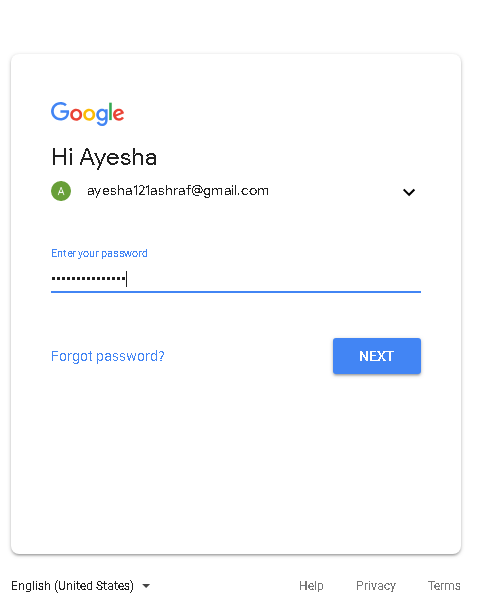 Google
Hi Ayesha
A ayesha121ashraf@gmail.com
Enter your password
•••••••••••••••
Forgot password? NEXT
English (United States) Help Privacy Terms